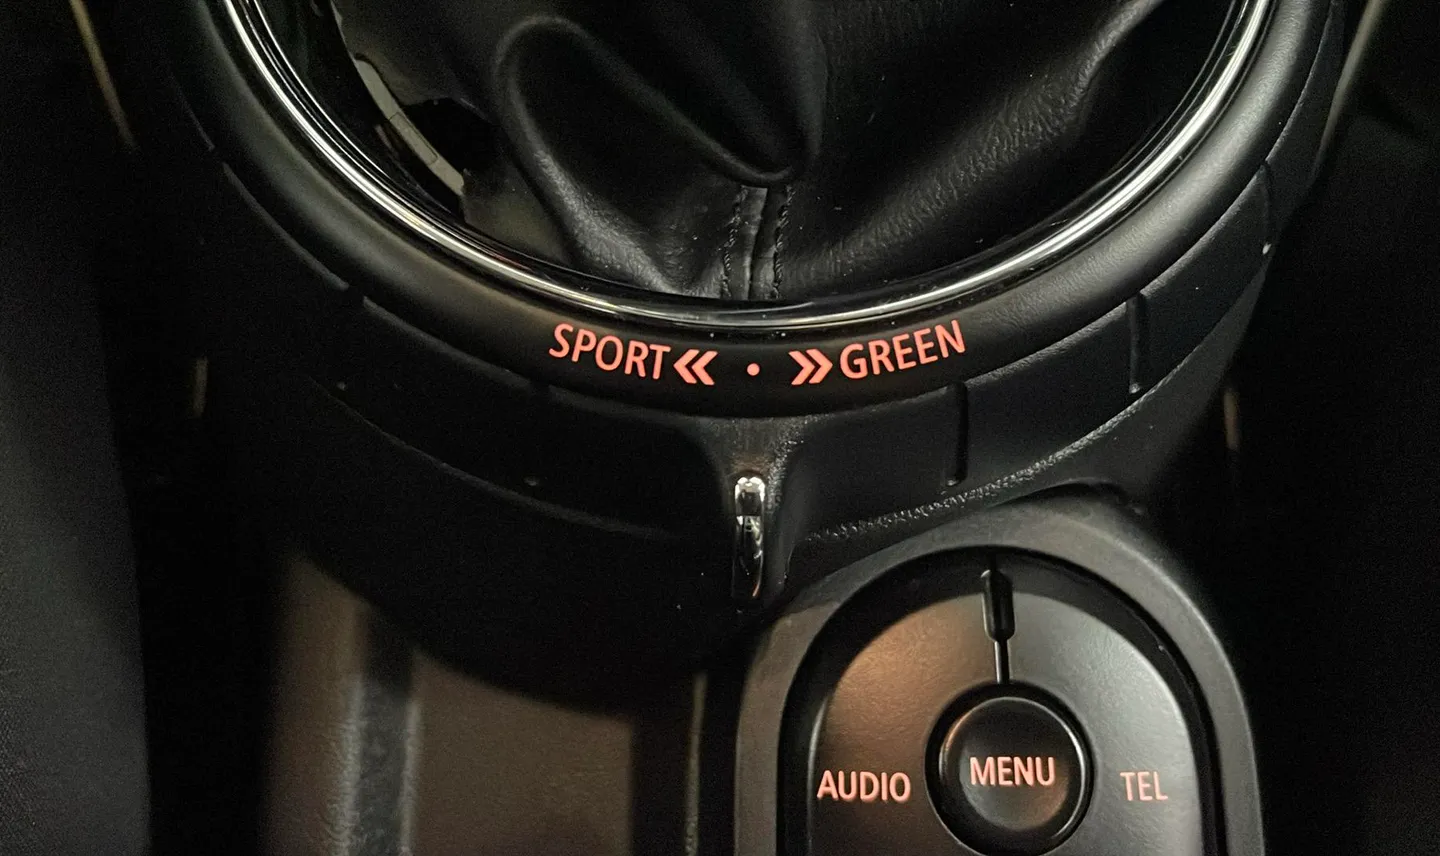 SPORT « • » GREEN
AUDIO MENU TEL